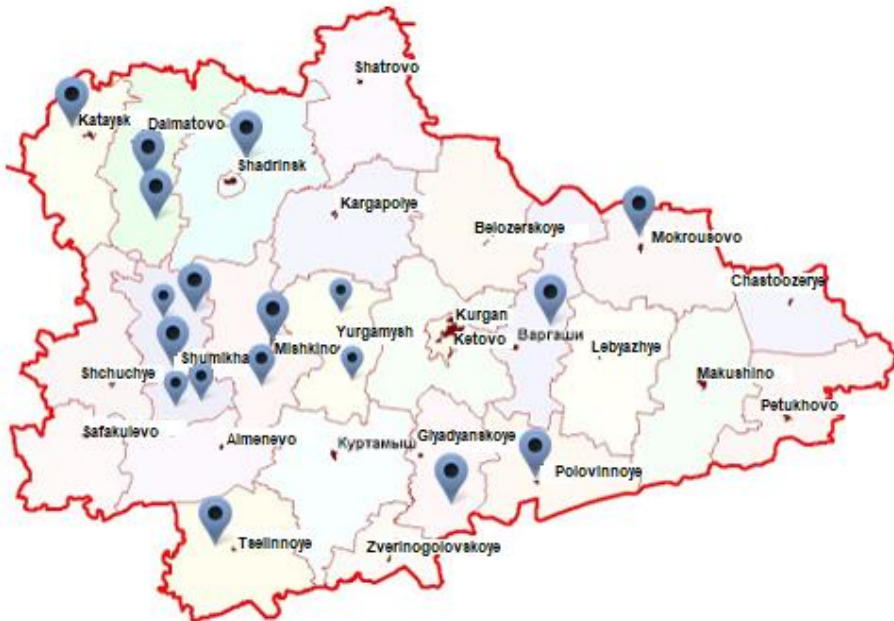 Shatrovo
Kataysk
Dalmatovo
Shadrinsk
Kargapolye
Belozerskoye
Mokrousovo
Chastoozerye
Kurgan
Yurgamysh
Ketovo
Варгаши
Mishkino
Shumikha
Lebyazhye
Shchuchye
Makushino
Petukhovo
Safakulevo
Almenevo
Куртамыш
Glyadyanskoye
Polovinnoye
Tselinnoye
Zverinogolovskoye